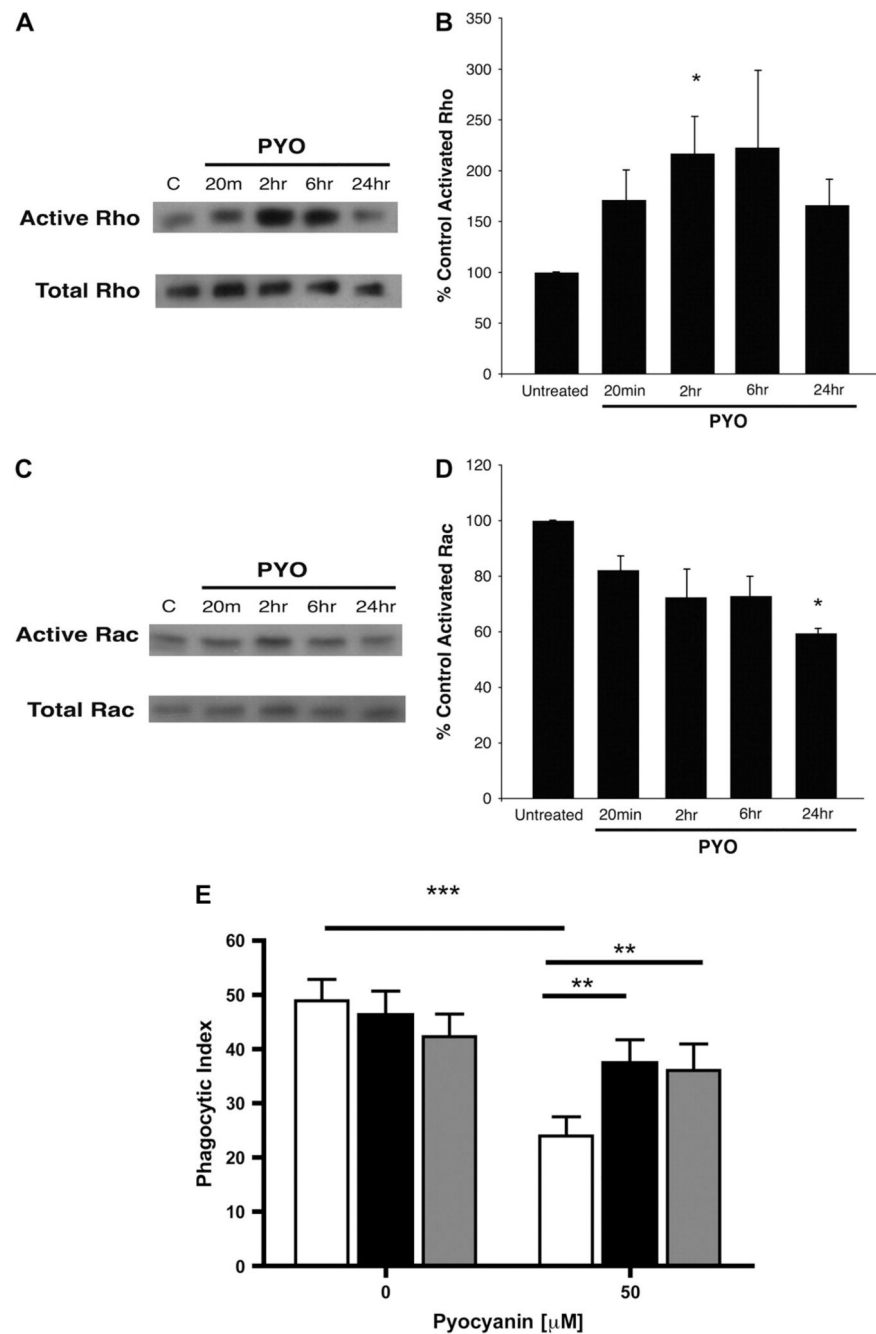 A
PYO
C 20m 2hr 6hr 24hr
Active Rho
Total Rho
B
% Control Activated Rho
350
300
250
200
150
100
50
0
*
Untreated 20min 2hr 6hr 24hr
PYO
C
PYO
C 20m 2hr 6hr 24hr
Active Rac
Total Rac
D
% Control Activated Rac
120
100
80
60
40
20
0
*
Untreated 20min 2hr 6hr 24hr
PYO
E
***
**
**
Phagocytic Index
60
50
40
30
20
10
0
0 50
Pyocyanin [μM]